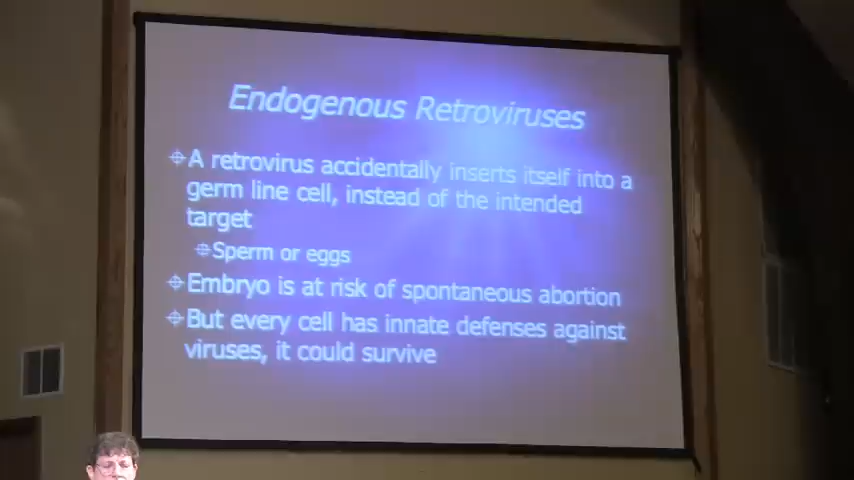 Endogenous Retroviruses
A retrovirus accidentally inserts itself into a
germ line cell, instead of the intended
target
Sperm or eggs
Embryo is at risk of spontaneous abortion
But every cell has innate defenses against
viruses, it could survive